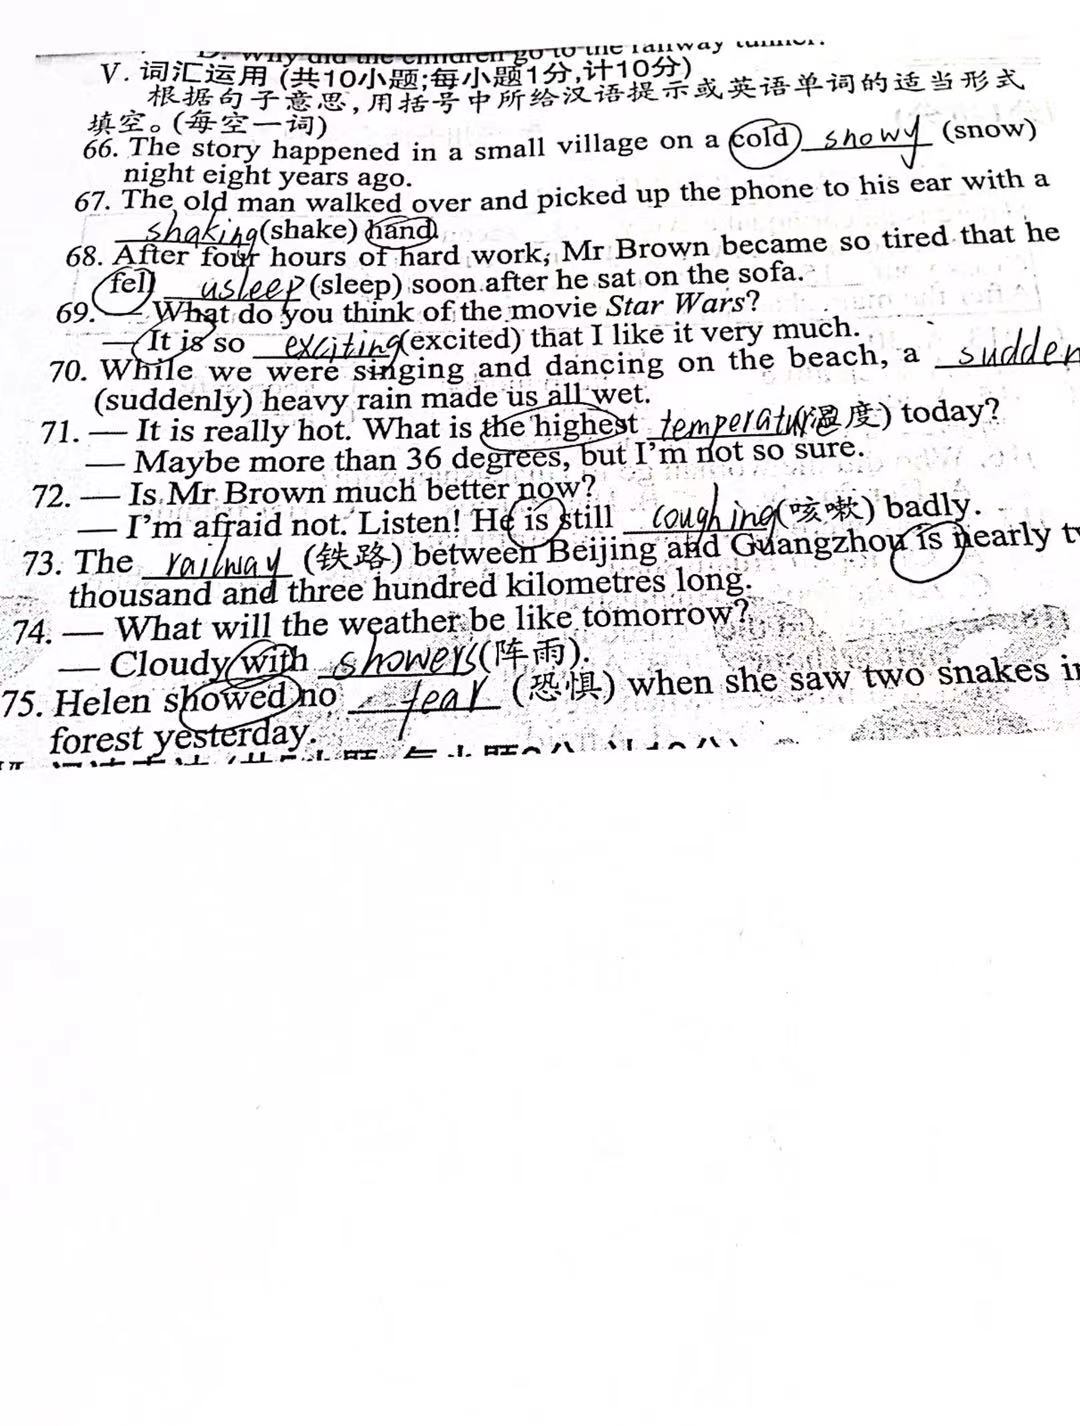 D. Why did the children go to the railway tunnel?
V. 词汇运用 (共10小题;每小题1分,计10分)
根据句子意思,用括号中所给汉语提示或英语单词的适当形式
填空。(每空一词)
66. The story happened in a small village on a cold showy (snow)
night eight years ago.
67. The old man walked over and picked up the phone to his ear with a
shaking (shake) hand.
68. After four hours of hard work, Mr Brown became so tired that he
fell asleep (sleep) soon after he sat on the sofa.
69. — What do you think of the movie Star Wars?
— It is so exciting (excited) that I like it very much.
70. While we were singing and dancing on the beach, a sudden
(suddenly) heavy rain made us all wet.
71. — It is really hot. What is the highest temperatu(温度) today?
— Maybe more than 36 degrees, but I'm not so sure.
72. — Is Mr Brown much better now?
— I'm afraid not. Listen! He is still coughing (咳嗽) badly.
73. The railway (铁路) between Beijing and Guangzhou is nearly tw
thousand and three hundred kilometres long.
74. — What will the weather be like tomorrow?
— Cloudy with showers (阵雨).
75. Helen showed no fear (恐惧) when she saw two snakes in
forest yesterday.